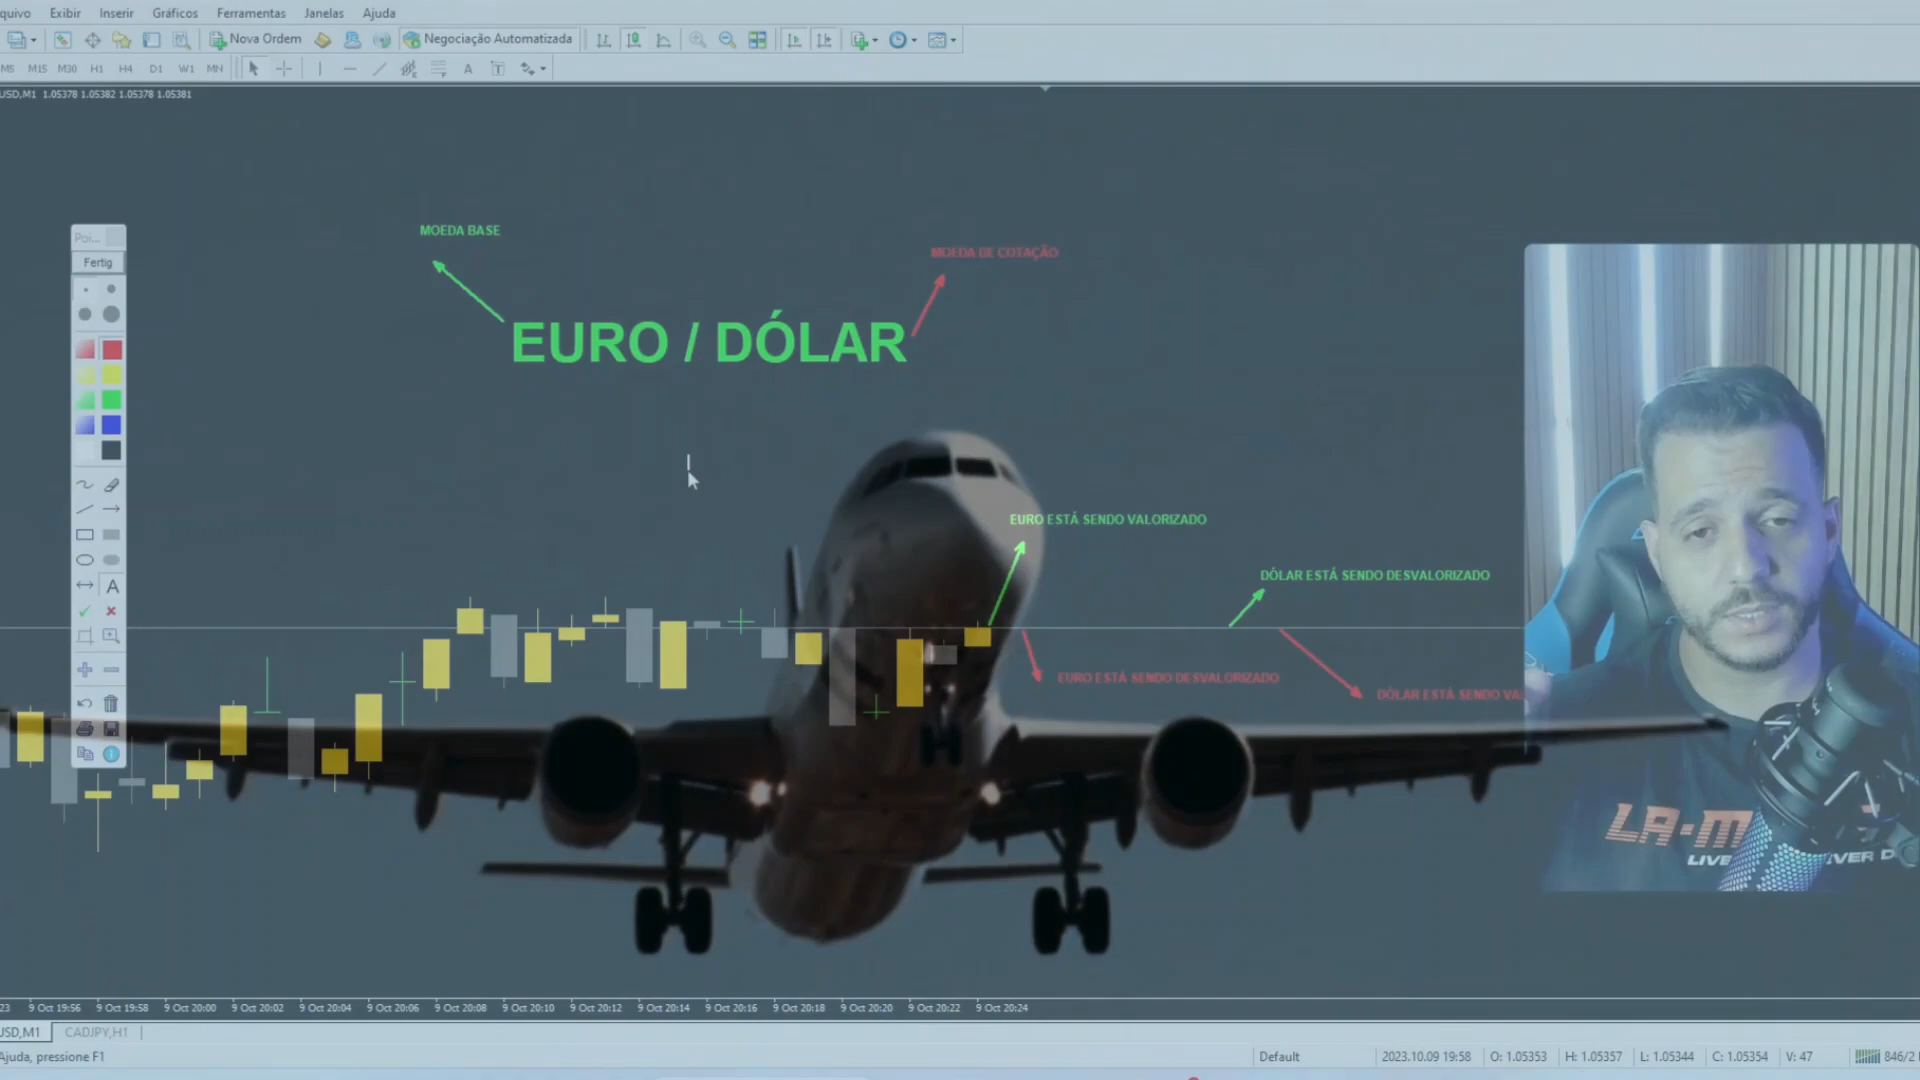 Exibir Inserir Gráficos Ferramentas Janelas Ajuda
Nova Ordem Negociação Automatizada
M5 M15 M30 H1 H4 D1 W1 MN
USD,M1 1.05378 1.05382 1.05378 1.05381
MOEDA BASE
MOEDA DE COTAÇÃO
EURO / DÓLAR
Poi...
Fertig
A
EURO ESTÁ SENDO VALORIZADO
DÓLAR ESTÁ SENDO DESVALORIZADO
EURO ESTÁ SENDO DESVALORIZADO
DÓLAR ESTÁ SENDO
LA-M
LIVE
9 Oct 19:56 9 Oct 19:58 9 Oct 20:00 9 Oct 20:02 9 Oct 20:04 9 Oct 20:06 9 Oct 20:08 9 Oct 20:10 9 Oct 20:12 9 Oct 20:14 9 Oct 20:16 9 Oct 20:18 9 Oct 20:20 9 Oct 20:22 9 Oct 20:24
USD,M1 CADJPY,H1
Ajuda, pressione F1
Default 2023.10.09 19:58 O: 1.05353 H: 1.05357 L: 1.05344 C: 1.05354 V: 47 846/2